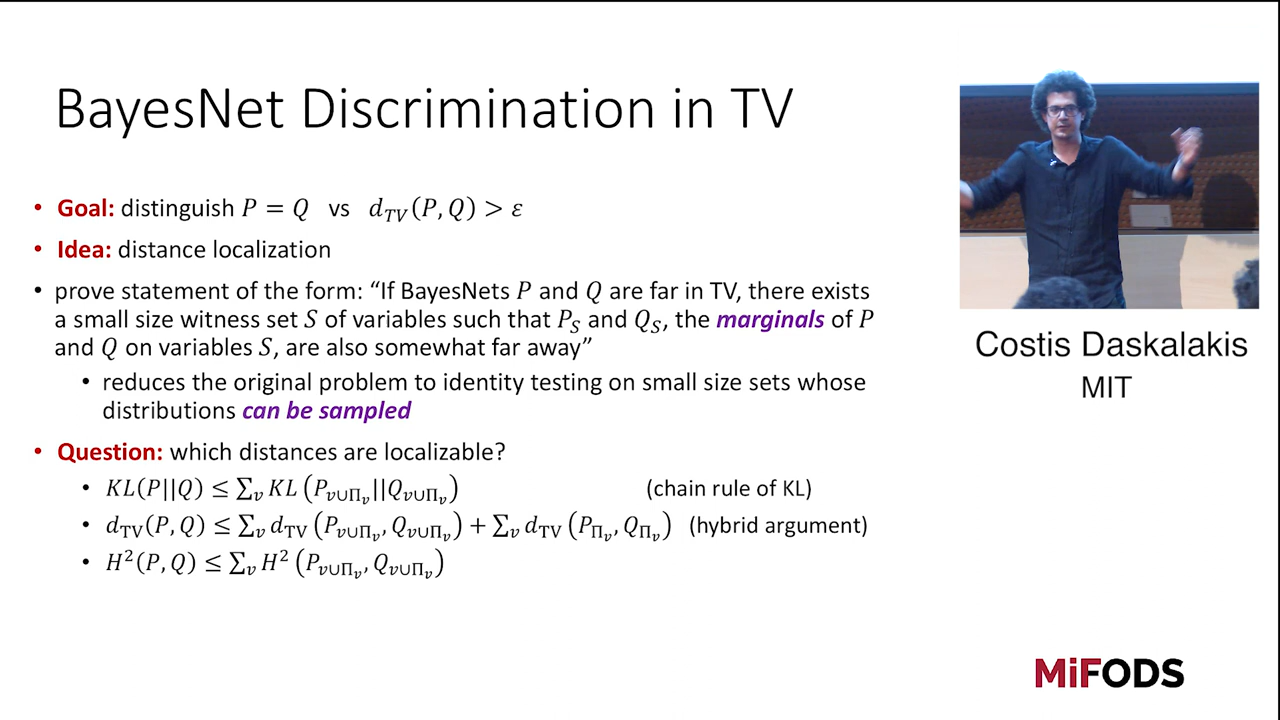 BayesNet Discrimination in TV
• Goal: distinguish P = Q vs d_TV(P, Q) > ε
• Idea: distance localization
• prove statement of the form: “If BayesNets P and Q are far in TV, there exists
a small size witness set S of variables such that P_S and Q_S, the marginals of P
and Q on variables S, are also somewhat far away”
• reduces the original problem to identity testing on small size sets whose
distributions can be sampled
• Question: which distances are localizable?
• KL(P||Q) ≤ ∑_v KL(P_{v∪Π_v}||Q_{v∪Π_v}) (chain rule of KL)
• d_TV(P, Q) ≤ ∑_v d_TV(P_{v∪Π_v}, Q_{v∪Π_v}) + ∑_v d_TV(P_{Π_v}, Q_{Π_v}) (hybrid argument)
• H²(P, Q) ≤ ∑_v H²(P_{v∪Π_v}, Q_{v∪Π_v})
Costis Daskalakis
MIT
MiFODS